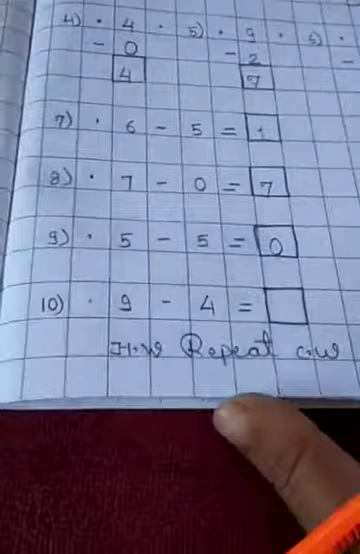 4) • 4 • 5) • 9 • 6) •
- 0 - 2 -
4 7
7) • 6 - 5 = 1
8) • 7 - 0 = 7
9) • 5 - 5 = 0
10) • 9 - 4 =
H.W Repeat C.W